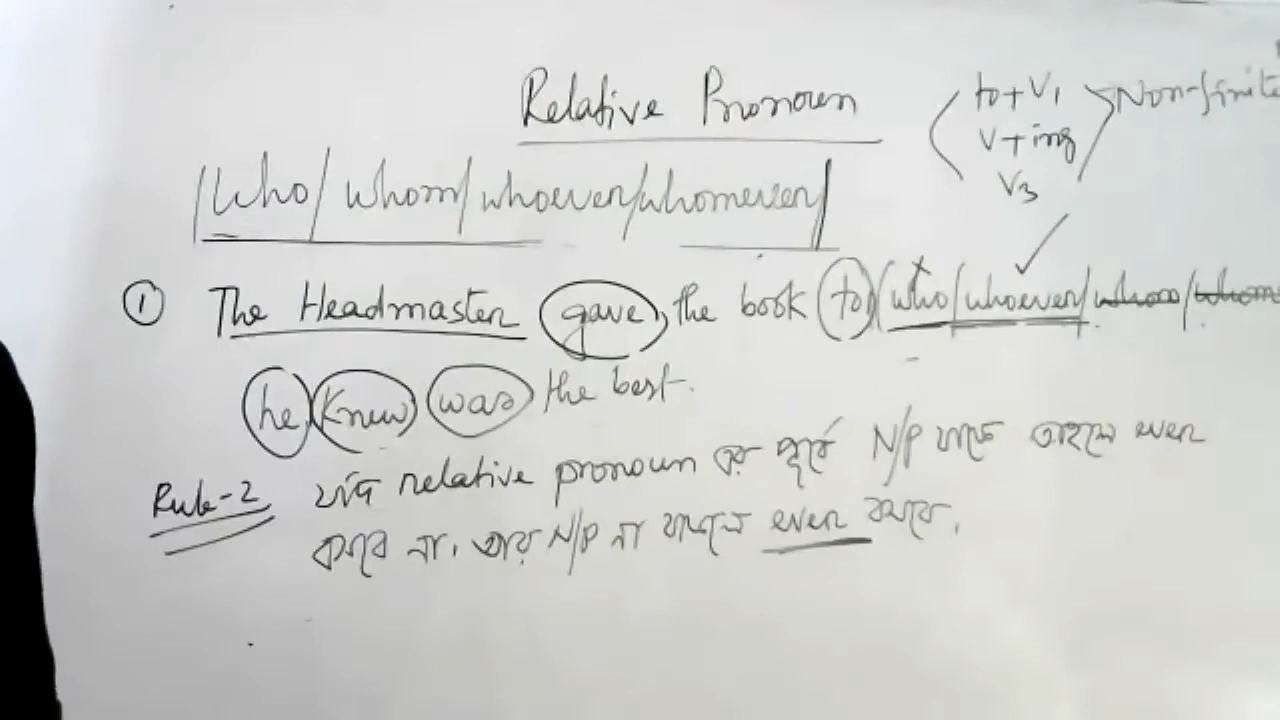 Relative Pronoun
to+V1
V+ing
V3
Non-finite
|Who/ whom/ whoever/whomever/
① The Headmaster gave the book to (who/whoever/whom/whom
he knew was the best.
Rule-2 যদি relative pronoun এর পূর্বে N/P থাকে তাহলে ever
বসবে না। আর N/P না থাকলে ever বসবে।